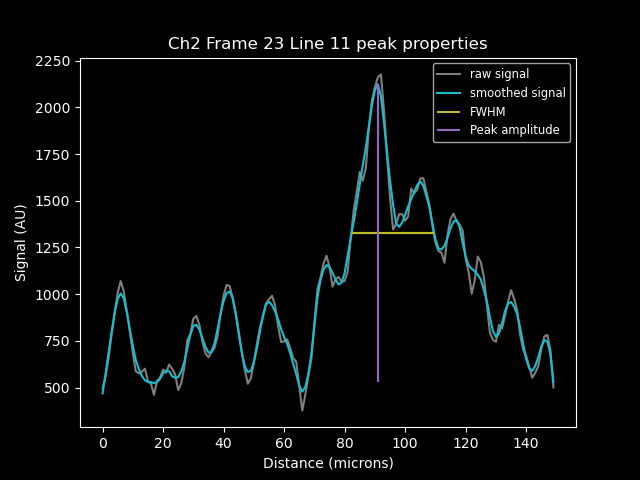 Ch2 Frame 23 Line 11 peak properties
raw signal
smoothed signal
FWHM
Peak amplitude
Signal (AU)
2250
2000
1750
1500
1250
1000
750
500
0 20 40 60 80 100 120 140
Distance (microns)